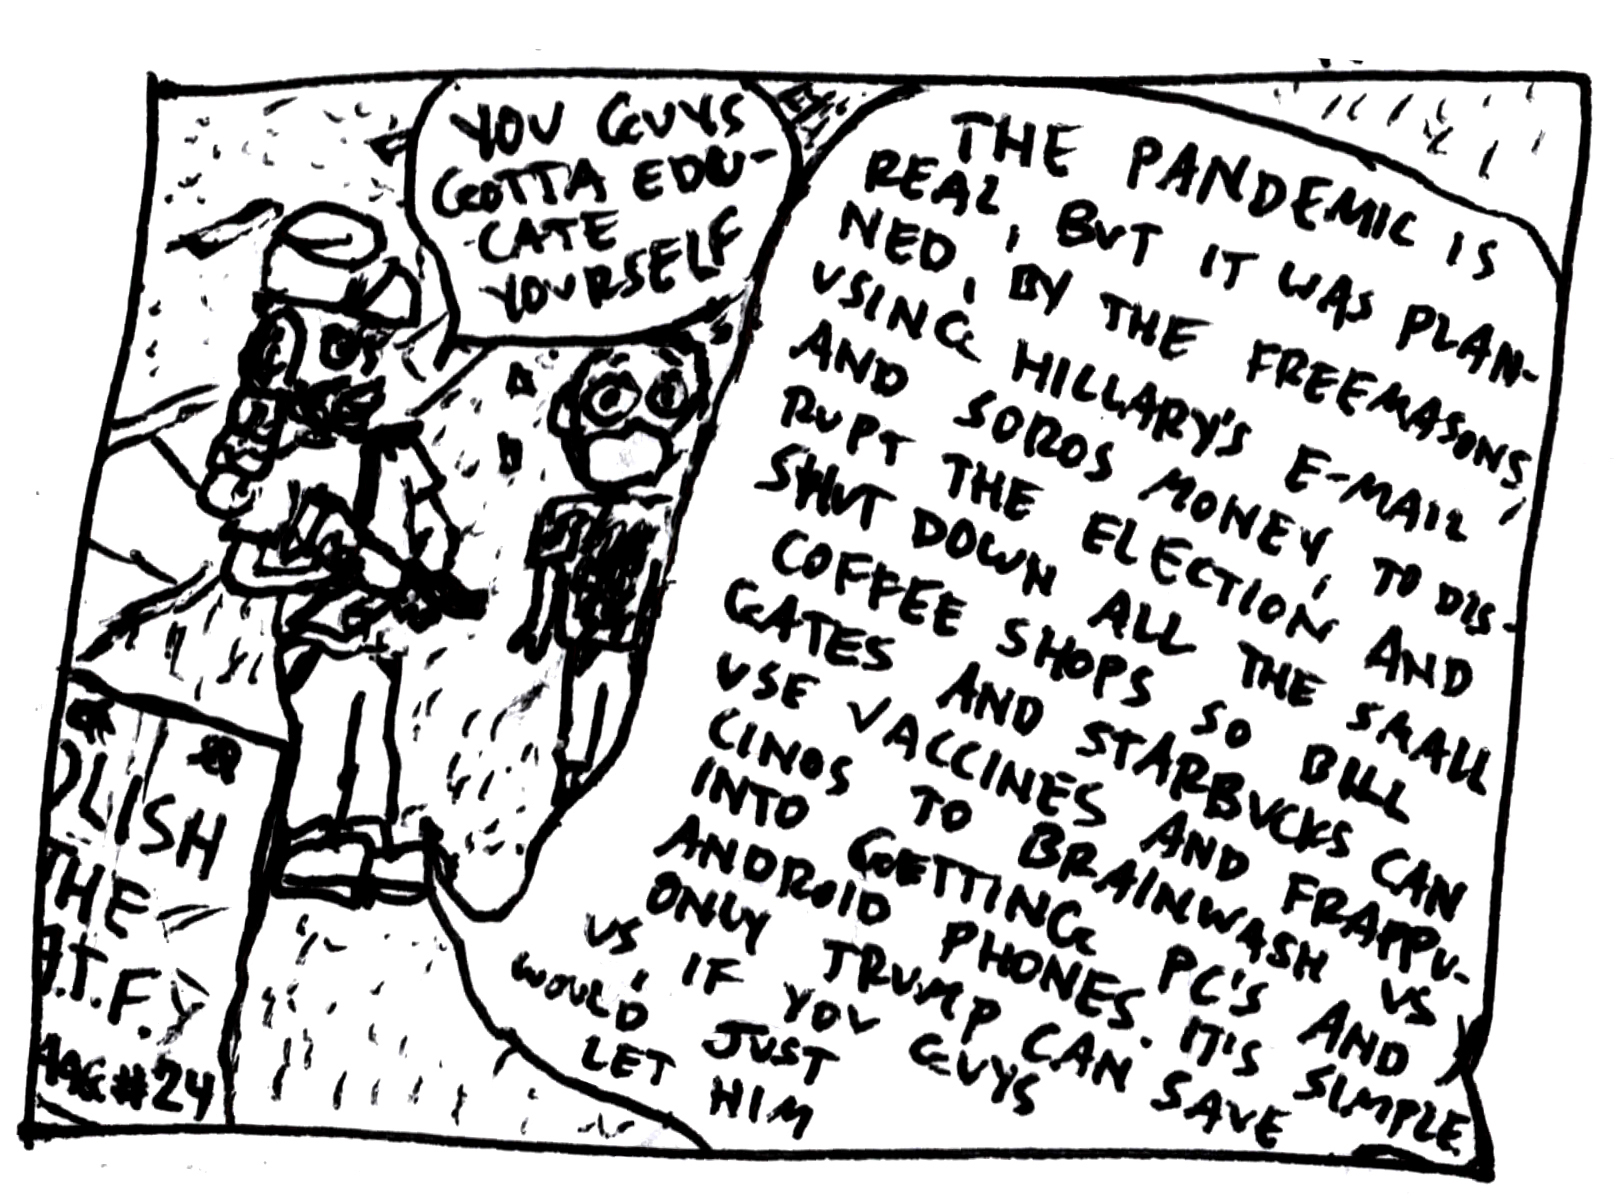 YOU GUYS
GOTTA EDU-
CATE
YOURSELF
THE PANDEMIC IS
REAL, BUT IT WAS PLAN-
NED, BY THE FREEMASONS,
USING HILLARY'S E-MAIL
AND SOROS MONEY, TO DIS-
RUPT THE ELECTION AND
SHUT DOWN ALL THE SMALL
COFFEE SHOPS SO BILL
GATES AND STARBUCKS CAN
USE VACCINES AND FRAPPU-
CINOS TO BRAINWASH US
INTO GETTING PC'S AND
ANDROID PHONES. IT'S SIMPLE.
ONLY TRUMP CAN SAVE
US, IF YOU GUYS
WOULD JUST
LET HIM
OLISH
THE
A.T.F.
#24